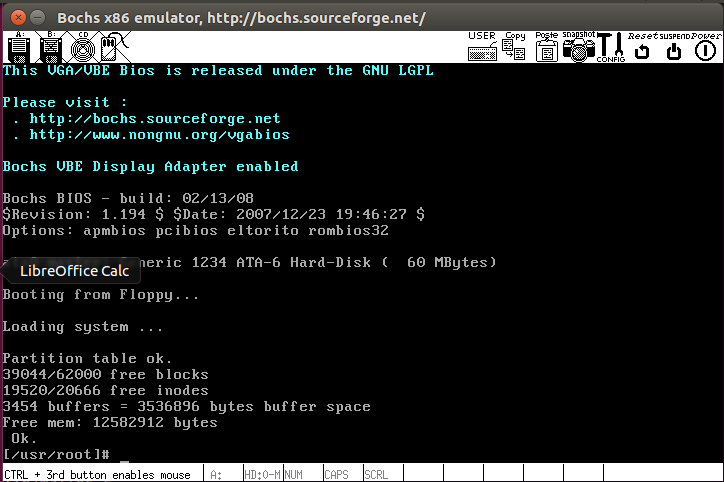 Bochs x86 emulator, http://bochs.sourceforge.net/
A: B: CD USER Copy Paste snapshot CONFIG Reset SUSPEND Power
This VGA/VBE Bios is released under the GNU LGPL
Please visit :
. http://bochs.sourceforge.net
. http://www.nongnu.org/vgabios
Bochs VBE Display Adapter enabled
Bochs BIOS - build: 02/13/08
$Revision: 1.194 $ $Date: 2007/12/23 19:46:27 $
Options: apmbios pcibios eltorito rombios32
1234 ATA-6 Hard-Disk (  60 MBytes)
LibreOffice Calc
Booting from Floppy...
Loading system ...
Partition table ok.
39044/62000 free blocks
19520/20666 free inodes
3454 buffers = 3536896 bytes buffer space
Free mem: 12582912 bytes
Ok.
[/usr/root]# _
CTRL + 3rd button enables mouse A: HD:0-M NUM CAPS SCRL